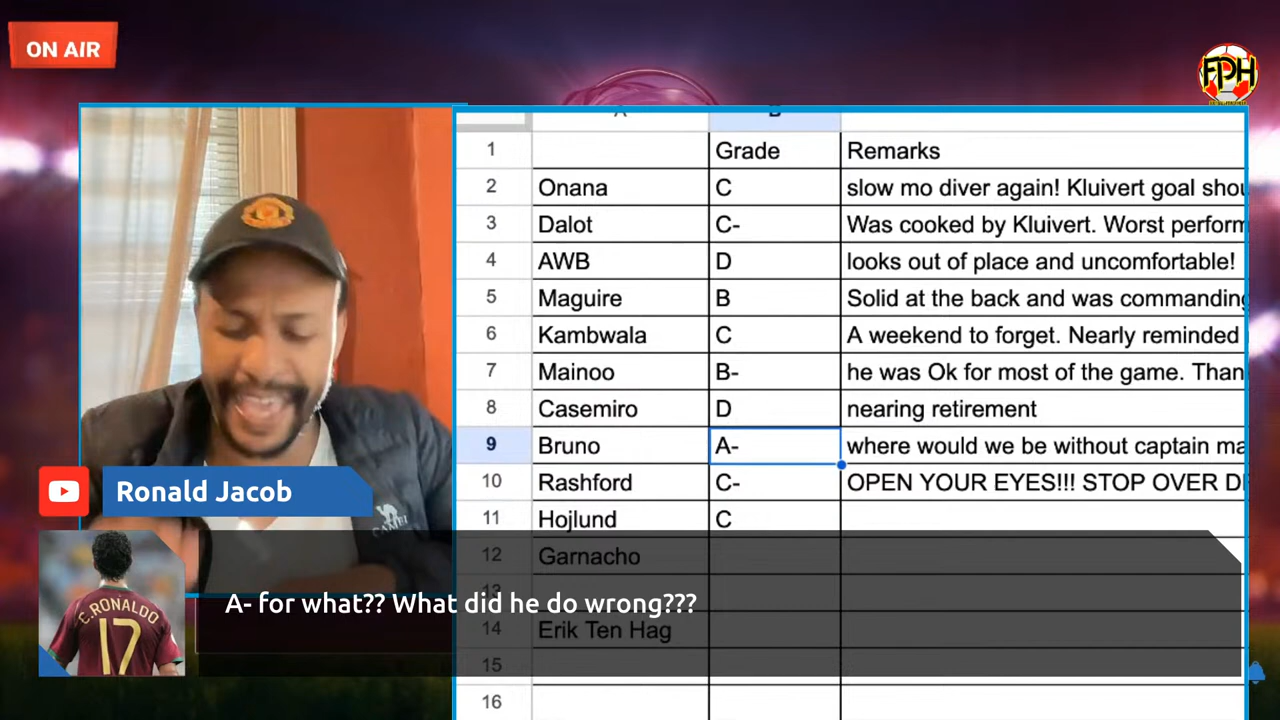 ON AIR
FPH
A B
1 Grade Remarks
2 Onana C slow mo diver again! Kluivert goal shou
3 Dalot C- Was cooked by Kluivert. Worst perform
4 AWB D looks out of place and uncomfortable!
5 Maguire B Solid at the back and was commanding
6 Kambwala C A weekend to forget. Nearly reminded
7 Mainoo B- he was Ok for most of the game. Than
8 Casemiro D nearing retirement
9 Bruno A- where would we be without captain ma
10 Rashford C- OPEN YOUR EYES!!! STOP OVER D
11 Hojlund C
12 Garnacho
13
14 Erik Ten Hag
15
16
CAMEL
Ronald Jacob
C.RONALDO
17
A- for what?? What did he do wrong???